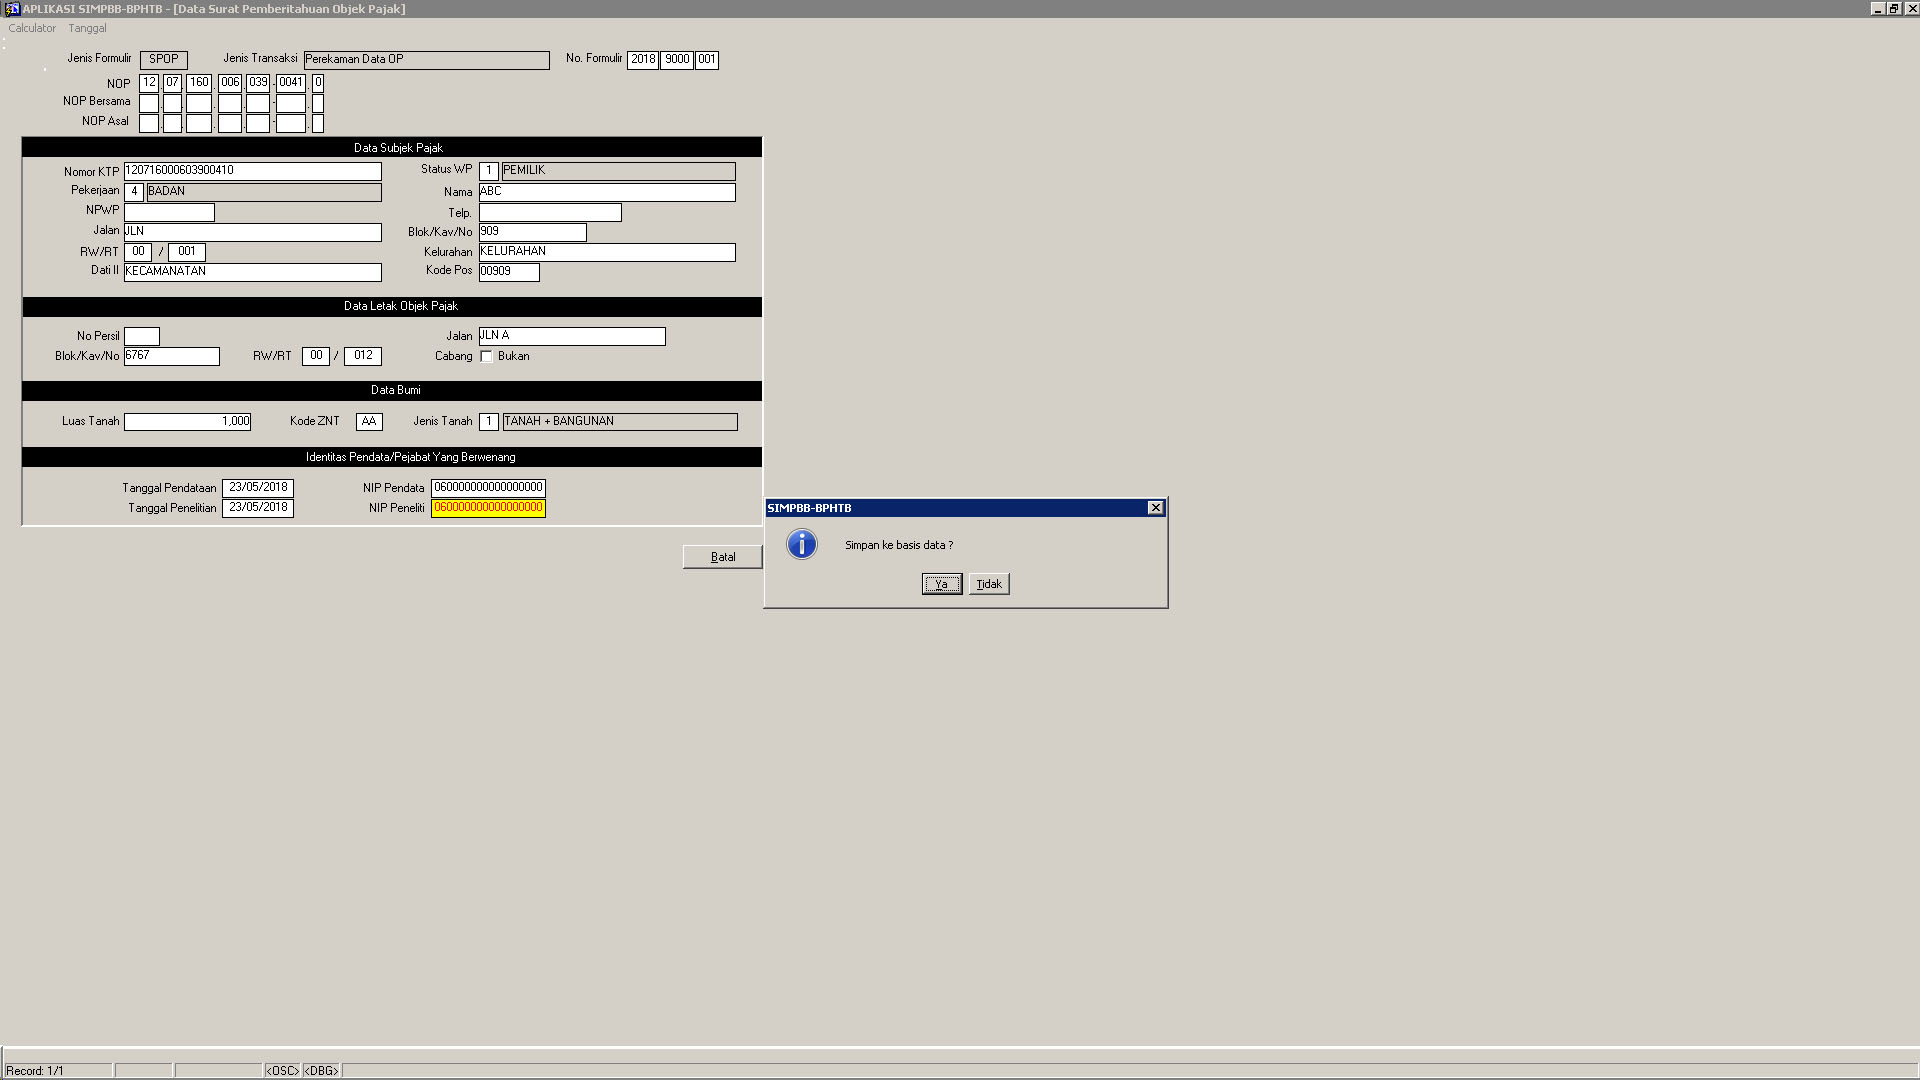 APLIKASI SIMPBB-BPHTB - [Data Surat Pemberitahuan Objek Pajak]
Calculator Tanggal
Jenis Formulir SPOP Jenis Transaksi Perekaman Data OP No. Formulir 2018 9000 001
NOP 12 . 07 . 160 . 006 . 039 - 0041 . 0
NOP Bersama
NOP Asal
Data Subjek Pajak
Nomor KTP 120716000603900410 Status WP 1 PEMILIK
Pekerjaan 4 BADAN Nama ABC
NPWP Telp.
Jalan JLN Blok/Kav/No 909
RW/RT 00 / 001 Kelurahan KELURAHAN
Dati II KECAMANATAN Kode Pos 00909
Data Letak Objek Pajak
No Persil Jalan JLN A
Blok/Kav/No 6767 RW/RT 00 / 012 Cabang Bukan
Data Bumi
Luas Tanah 1,000 Kode ZNT AA Jenis Tanah 1 TANAH + BANGUNAN
Identitas Pendata/Pejabat Yang Berwenang
Tanggal Pendataan 23/05/2018 NIP Pendata 060000000000000000
Tanggal Penelitian 23/05/2018 NIP Peneliti 060000000000000000
Batal
SIMPBB-BPHTB
Simpan ke basis data ?
Ya Tidak
Record: 1/1 <OSC> <DBG>